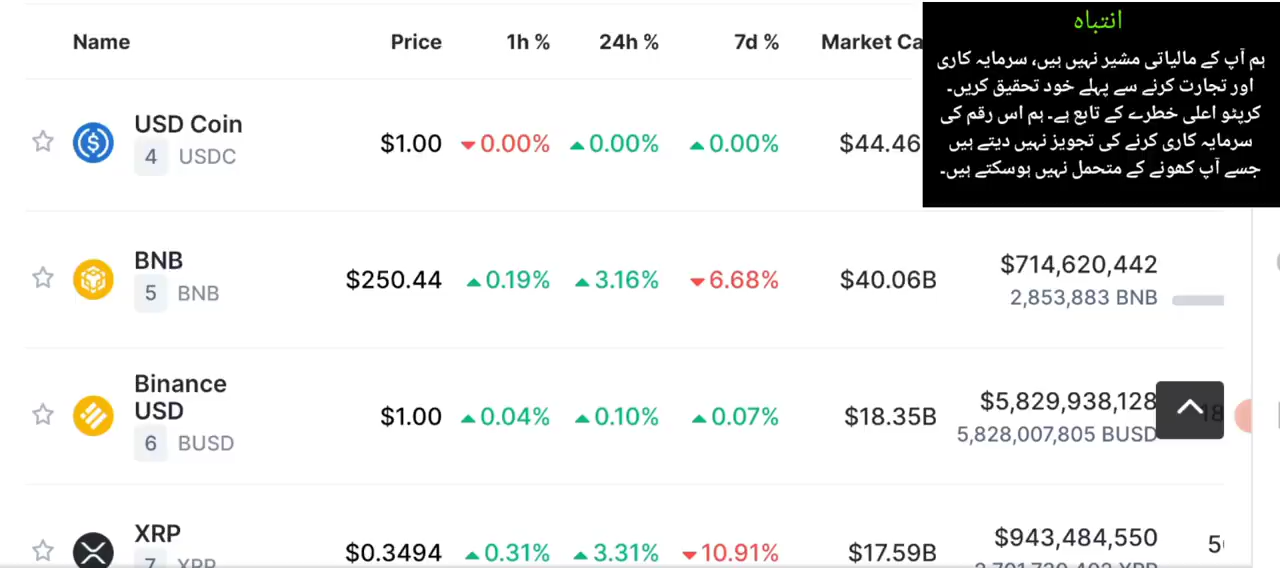 Name Price 1h % 24h % 7d % Market Ca
انتباہ
ہم آپ کے مالیاتی مشیر نہیں ہیں، سرمایہ کاری
اور تجارت کرنے سے پہلے خود تحقیق کریں۔
کرپٹو اعلی خطرے کے تابع ہے۔ ہم اس رقم کی
سرمایہ کاری کرنے کی تجویز نہیں دیتے ہیں
جسے آپ کھونے کے متحمل نہیں ہوسکتے ہیں۔
USD Coin
4 USDC
$1.00 0.00% 0.00% 0.00% $44.46
BNB
5 BNB
$250.44 0.19% 3.16% 6.68% $40.06B
$714,620,442
2,853,883 BNB
Binance
USD
6 BUSD
$1.00 0.04% 0.10% 0.07% $18.35B
$5,829,938,128
5,828,007,805 BUSD
XRP
7 XRP
$0.3494 0.31% 3.31% 10.91% $17.59B
$943,484,550